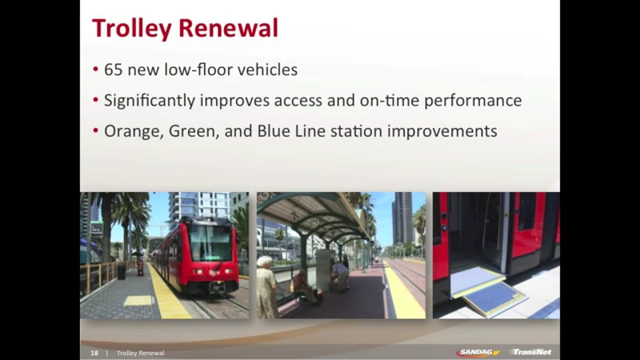 Trolley Renewal
• 65 new low-floor vehicles
• Significantly improves access and on-time performance
• Orange, Green, and Blue Line station improvements
18 | Trolley Renewal
SANDAG TransNet